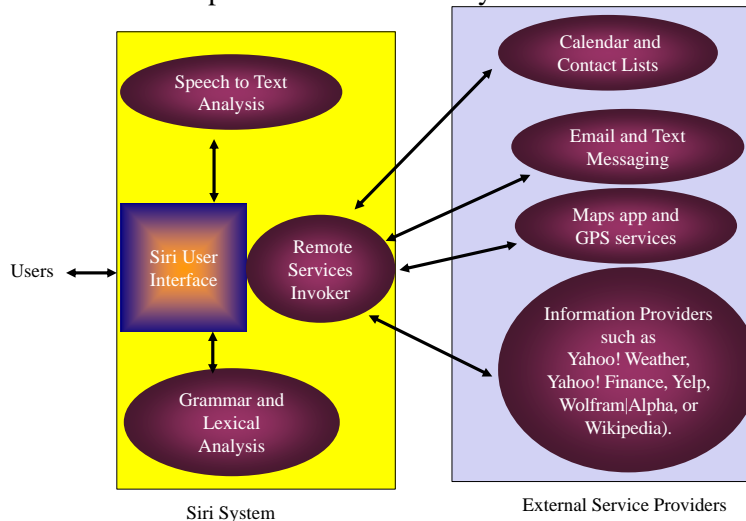 Calendar and
Contact Lists
Speech to Text
Analysis
Email and Text
Messaging
Maps app and
GPS services
Siri User
Interface
Remote
Services
Invoker
Users
Information Providers
such as
Yahoo! Weather,
Yahoo! Finance, Yelp,
Wolfram|Alpha, or
Wikipedia).
Grammar and
Lexical
Analysis
Siri System
External Service Providers